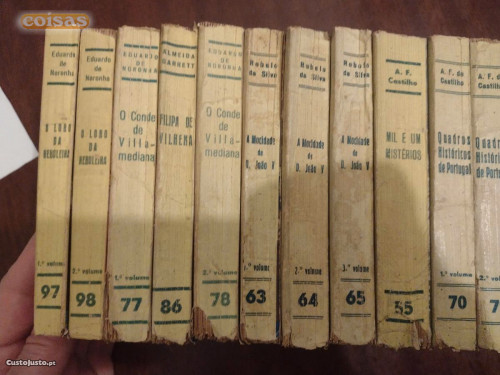 coisas
Eduardo de
Noronha
O LOBO
DA
REBOLEIRA
1.º volume
97
Eduardo de
Noronha
O LOBO
DA
REBOLEIRA
2.º volume
98
EDUARDO
DE
NORONHA
O Conde
de
Villa-
mediana
1.º volume
77
ALMEIDA
GARRETT
FILIPA DE
VILHENA
86
EDUARDO
DE
NORONHA
O Conde
de
Villa-
mediana
2.º volume
78
Rebelo
da Silva
A Mocidade
de
D. João V
1.º volume
63
Rebelo
da Silva
A Mocidade
de
D. João V
2.º volume
64
Rebelo
da Silva
A Mocidade
de
D. João V
3.º volume
65
A. F.
Castilho
MIL E UM
MISTÉRIOS
55
A. F. de
Castilho
Quadros
Históricos
de Portugal
1.º volume
70
A. F. de
Castilho
Quadros
Históricos
de Portugal
CustoJusto.pt